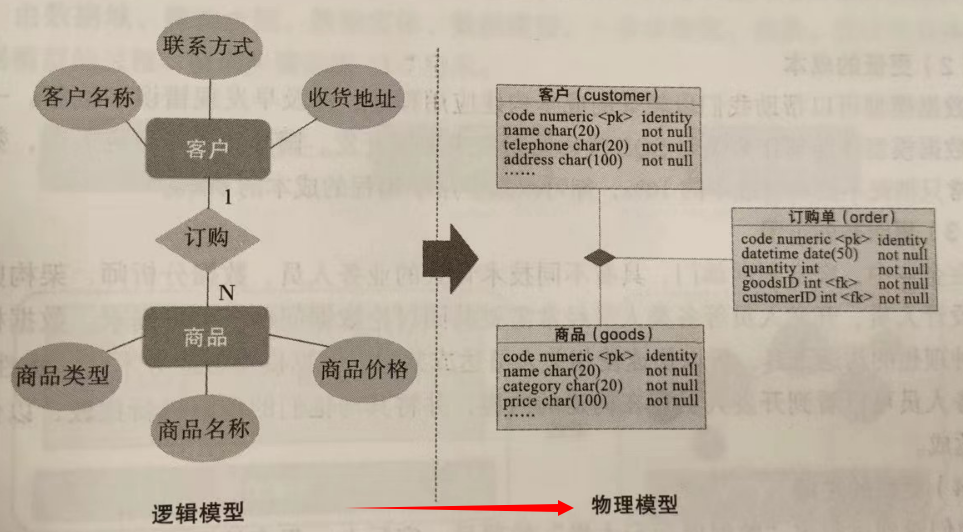 联系方式
客户名称
收货地址
客户
1
订购
N
商品
商品类型
商品价格
商品名称
逻辑模型
客户(customer)
code numeric <pk> identity
name char(20) not null
telephone char(20) not null
address char(100) not null
……
订购单(order)
code numeric <pk> identity
datetime date(50) not null
quantity int not null
goodsID int <fk> not null
customerID int <fk> not null
商品(goods)
code numeric <pk> identity
name char(20) not null
category char(20) not null
price char(100) not null
……
物理模型